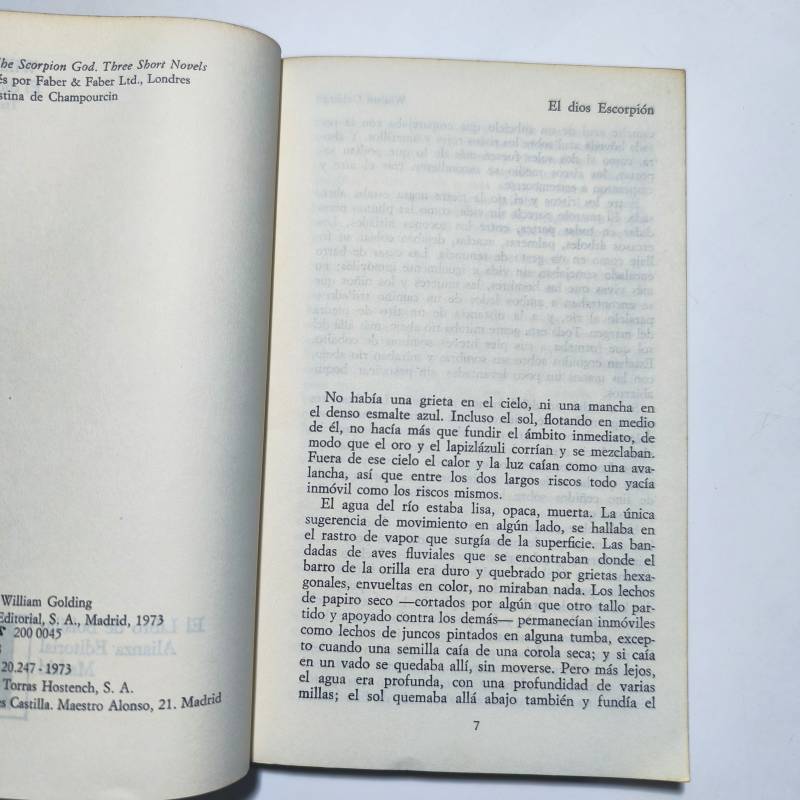 he Scorpion God. Three Short Novels
és por Faber & Faber Ltd., Londres
stina de Champourcin
William Golding
Editorial, S. A., Madrid, 1973
200 0045
20.247-1973
Torras Hostench, S. A.
es Castilla. Maestro Alonso, 21. Madrid
El dios Escorpión
No había una grieta en el cielo, ni una mancha en
el denso esmalte azul. Incluso el sol, flotando en medio
de él, no hacía más que fundir el ámbito inmediato, de
modo que el oro y el lapizlázuli corrían y se mezclaban.
Fuera de ese cielo el calor y la luz caían como una ava-
lancha, así que entre los dos largos riscos todo yacía
inmóvil como los riscos mismos.
El agua del río estaba lisa, opaca, muerta. La única
sugerencia de movimiento en algún lado, se hallaba en
el rastro de vapor que surgía de la superficie. Las ban-
dadas de aves fluviales que se encontraban donde el
barro de la orilla era duro y quebrado por grietas hexa-
gonales, envueltas en color, no miraban nada. Los lechos
de papiro seco —cortados por algún que otro tallo par-
tido y apoyado contra los demás— permanecían inmóviles
como lechos de juncos pintados en alguna tumba, excep-
to cuando una semilla caía de una corola seca; y si caía
en un vado se quedaba allí, sin moverse. Pero más lejos,
el agua era profunda, con una profundidad de varias
millas; el sol quemaba allá abajo también y fundía el
7